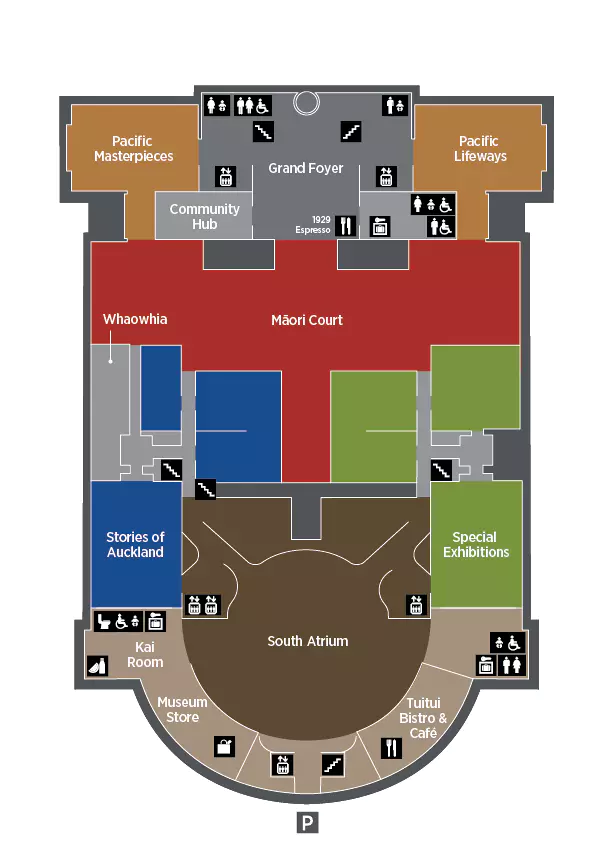 Pacific
Masterpieces
Grand Foyer
Pacific
Lifeways
Community
Hub
1929
Espresso
Whaowhia
Māori Court
Stories of
Auckland
Special
Exhibitions
South Atrium
Kai
Room
Museum
Store
Tuitui
Bistro &
Café
P